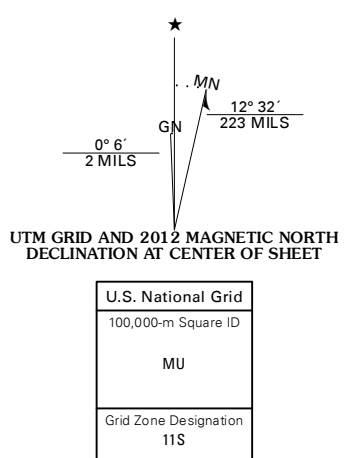 ★
MN
GN
12° 32´
223 MILS
0° 6´
2 MILS
UTM GRID AND 2012 MAGNETIC NORTH
DECLINATION AT CENTER OF SHEET
U.S. National Grid
100,000-m Square ID
MU
Grid Zone Designation
11S